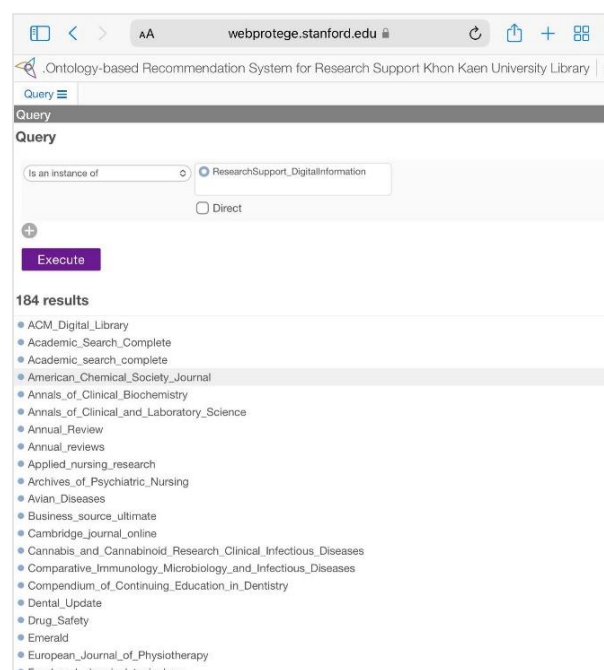 AA webprotege.stanford.edu
.Ontology-based Recommendation System for Research Support Khon Kaen University Library
Query
Query
Query
Is an instance of ResearchSupport_DigitalInformation
Direct
Execute
184 results
ACM_Digital_Library
Academic_Search_Complete
Academic_search_complete
American_Chemical_Society_Journal
Annals_of_Clinical_Biochemistry
Annals_of_Clinical_and_Laboratory_Science
Annual_Review
Annual_reviews
Applied_nursing_research
Archives_of_Psychiatric_Nursing
Avian_Diseases
Business_source_ultimate
Cambridge_journal_online
Cannabis_and_Cannabinoid_Research_Clinical_Infectious_Diseases
Comparative_Immunology_Microbiology_and_Infectious_Diseases
Compendium_of_Continuing_Education_in_Dentistry
Dental_Update
Drug_Safety
Emerald
European_Journal_of_Physiotherapy